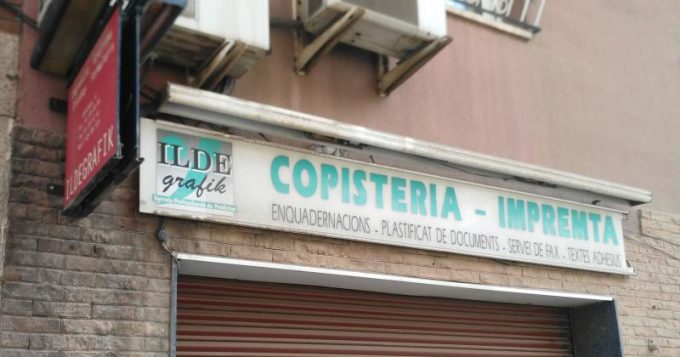 ILDEGRAFIK
ILDE
grafik
COPISTERIA - IMPREMTA
ENQUADERNACIONS - PLASTIFICAT DE DOCUMENTS - SERVEI DE FAX - TEXTES ADHESIUS